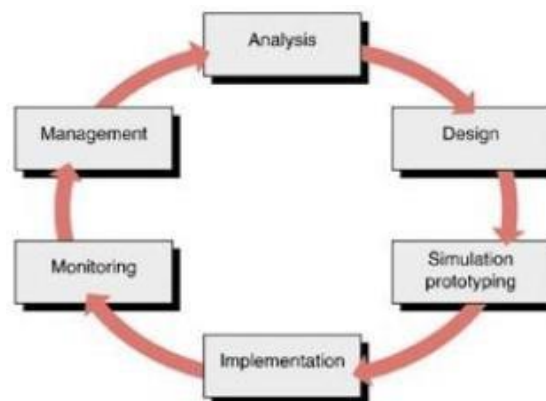 Analysis
Design
Simulation
prototyping
Implementation
Monitoring
Management